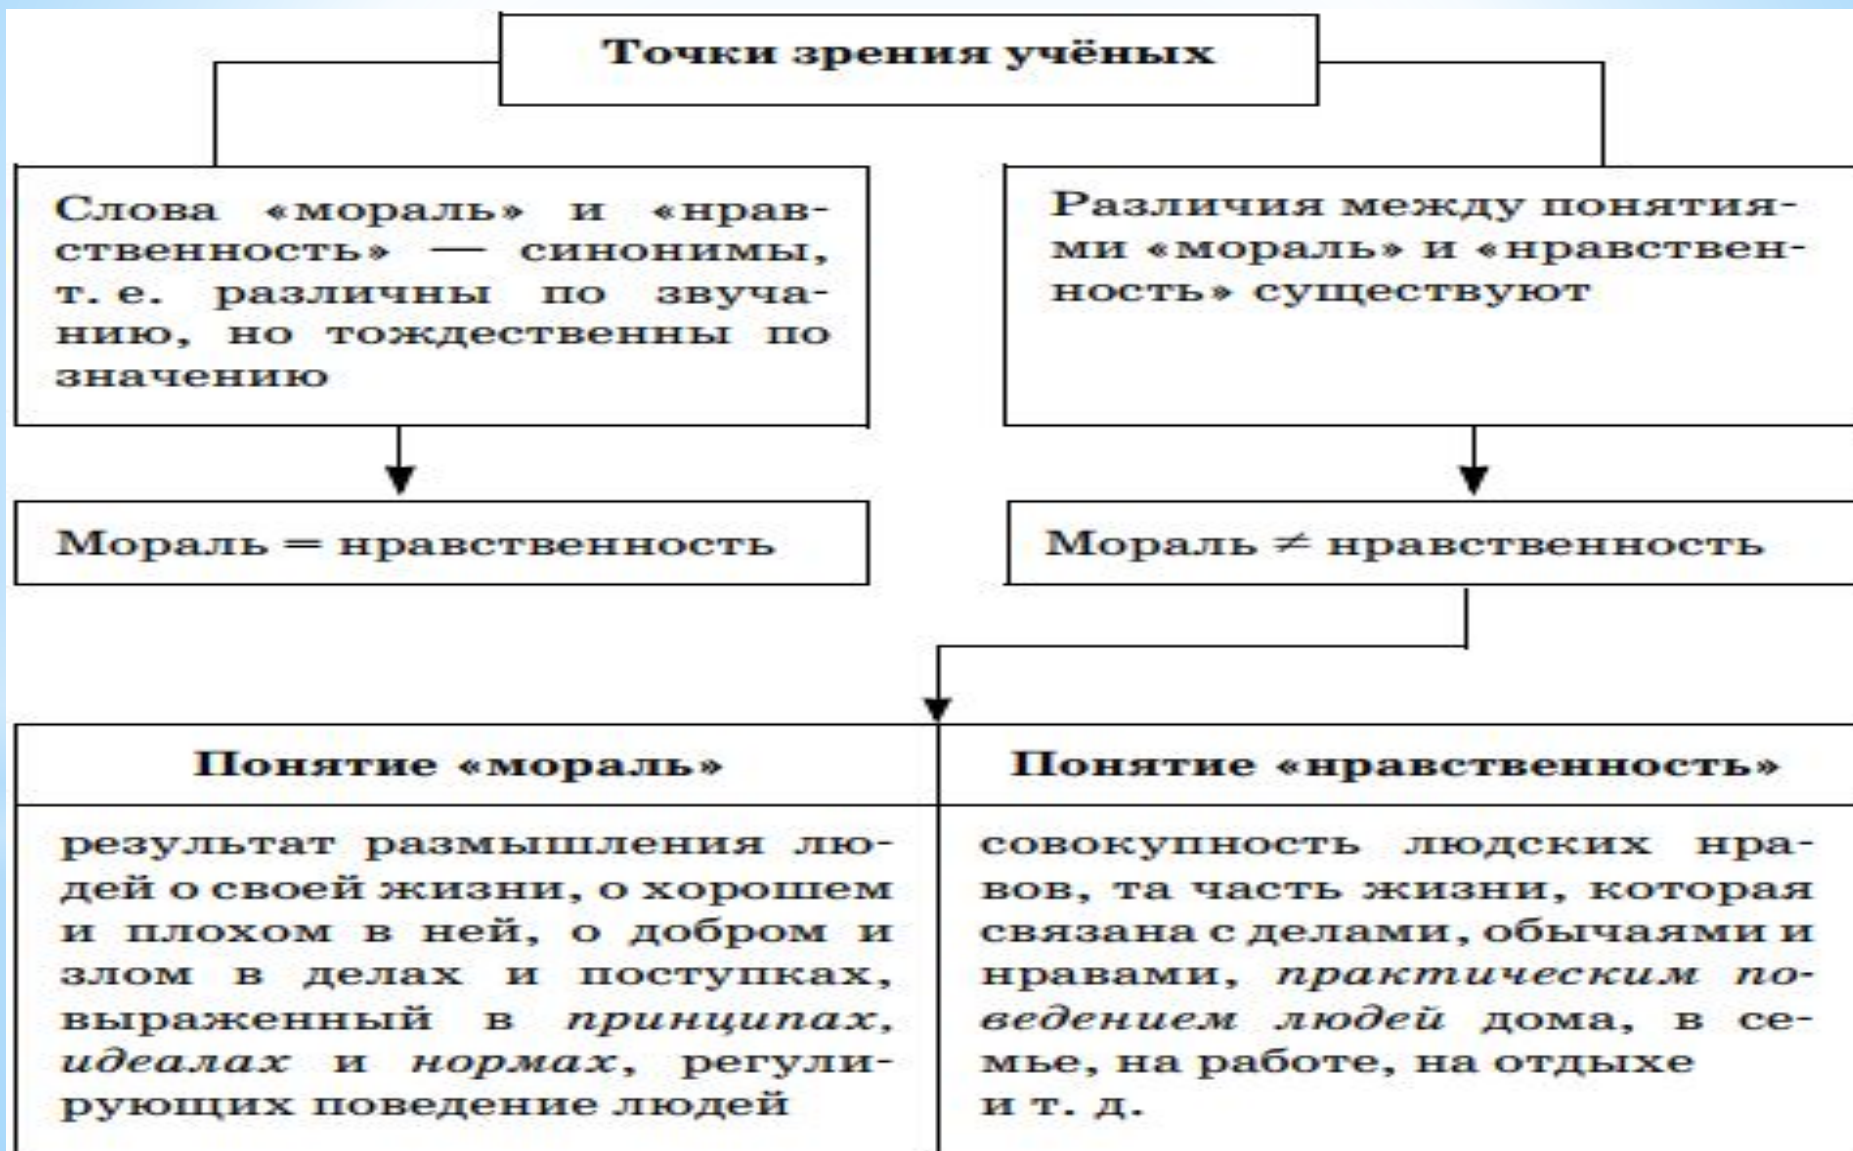 Точки зрения учёных
Слова «мораль» и «нрав-
ственность» — синонимы,
т. е. различны по звуча-
нию, но тождественны по
значению
Различия между понятия-
ми «мораль» и «нравствен-
ность» существуют
Мораль = нравственность
Мораль ≠ нравственность
Понятие «мораль»
результат размышления лю-
дей о своей жизни, о хорошем
и плохом в ней, о добром и
злом в делах и поступках,
выраженный в принципах,
идеалах и нормах, регули-
рующих поведение людей
Понятие «нравственность»
совокупность людских нра-
вов, та часть жизни, которая
связана с делами, обычаями и
нравами, практическим по-
ведением людей дома, в се-
мье, на работе, на отдыхе
и т. д.